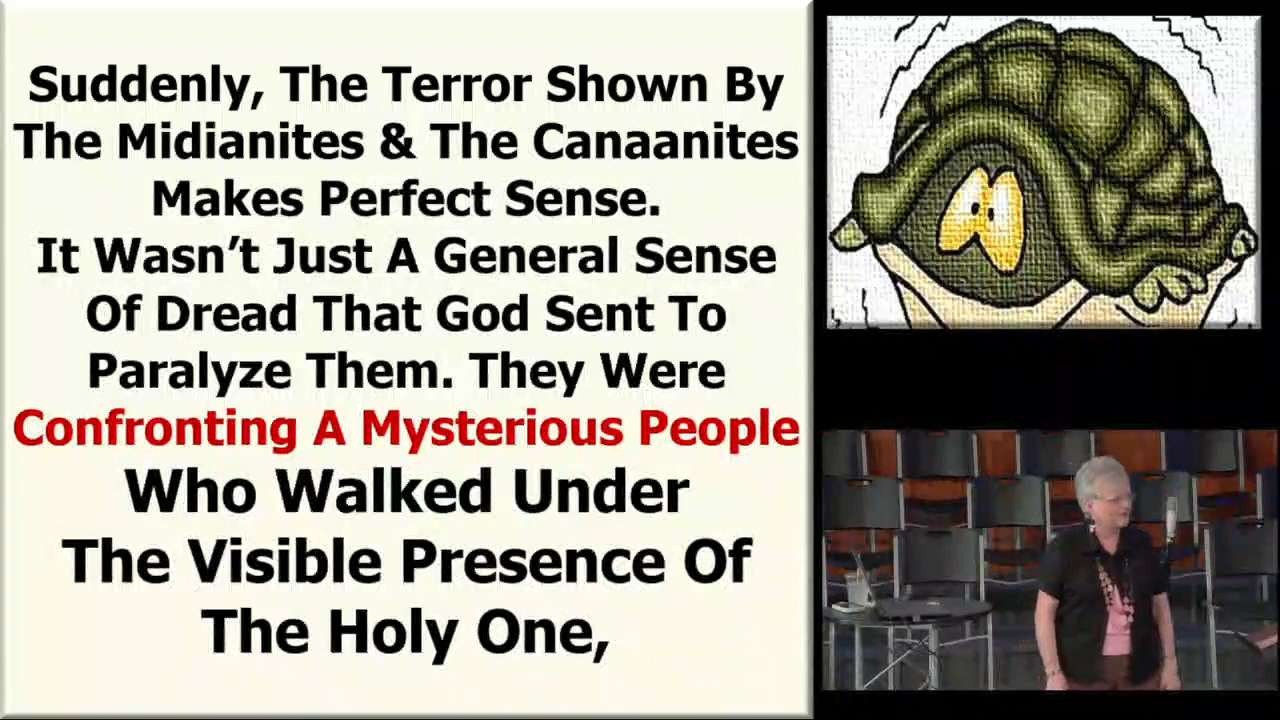 Suddenly, The Terror Shown By
The Midianites & The Canaanites
Makes Perfect Sense.
It Wasn’t Just A General Sense
Of Dread That God Sent To
Paralyze Them. They Were
Confronting A Mysterious People
Who Walked Under
The Visible Presence Of
The Holy One,